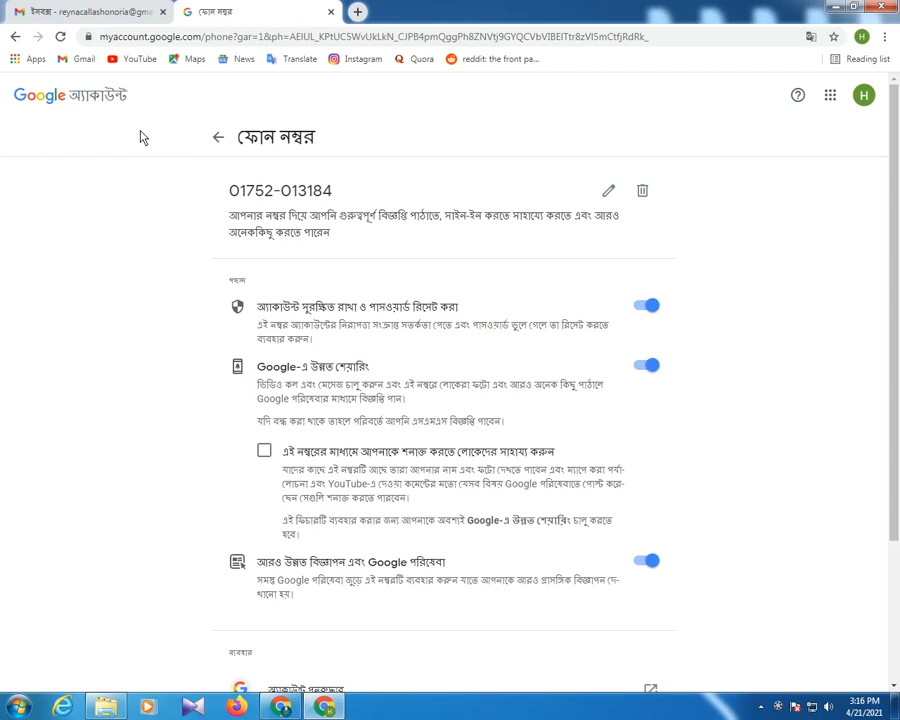 ইনবক্স - reynacallashonoria@gma
ফোন নম্বর
myaccount.google.com/phone?gar=1&ph=AEIUL_KPtUC5WvUkLkN_CJPB4pmQggPh8ZNVtj9GYQCVbVIBEITtr8zVI5mCtfjRdRk_
H
Apps Gmail YouTube Maps News Translate Instagram Quora reddit: the front pa... Reading list
Google অ্যাকাউন্ট
H
ফোন নম্বর
01752-013184
আপনার নম্বর দিয়ে আপনি গুরুত্বপূর্ণ বিজ্ঞপ্তি পাঠাতে, সাইন-ইন করতে সাহায্যে করতে এবং আরও
অনেককিছু করতে পারেন
পছন্দ
অ্যাকাউন্ট সুরক্ষিত রাখা ও পাসওয়ার্ড রিসেট করা
এই নম্বর অ্যাকাউন্টের নিরাপত্তা সংক্রান্ত সতর্কতা পেতে এবং পাসওয়ার্ড ভুলে গেলে তা রিসেট করতে
ব্যবহার করুন।
Google-এ উন্নত শেয়ারিং
ভিডিও কল এবং মেসেজ চালু করুন এবং এই নম্বরে লোকেরা ফটো এবং আরও অনেক কিছু পাঠালে
Google পরিষেবার মাধ্যমে বিজ্ঞপ্তি পান।
যদি বন্ধ করা থাকে তাহলে পরিবর্তে আপনি এসএমএস বিজ্ঞপ্তি পাবেন।
এই নম্বরের মাধ্যমে আপনাকে শনাক্ত করতে লোকেদের সাহায্য করুন
যাদের কাছে এই নম্বরটি আছে তারা আপনার নাম এবং ফটো দেখতে পাবেন এবং ম্যাপে করা পর্যা-
লোচনা এবং YouTube-এ দেওয়া কমেন্টের মতো যেসব বিষয় Google পরিষেবাতে পোস্ট করে-
ছেন সেগুলি শনাক্ত করতে পারবেন।
এই ফিচারটি ব্যবহার করার জন্য আপনাকে অবশ্যই Google-এ উন্নত শেয়ারিং চালু করতে
হবে।
আরও উন্নত বিজ্ঞাপন এবং Google পরিষেবা
সমস্ত Google পরিষেবা জুড়ে এই নম্বরটি ব্যবহার করুন যাতে আপনাকে আরও প্রাসঙ্গিক বিজ্ঞাপন দে-
খানো হয়।
ব্যবহার
অ্যাকাউন্ট পুনরুদ্ধার
3:16 PM
4/21/2021